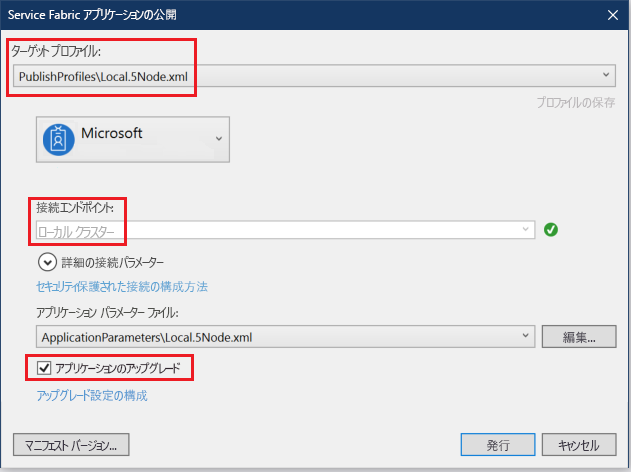 Service Fabric アプリケーションの公開
ターゲット プロファイル:
PublishProfiles\Local.5Node.xml
プロファイルの保存
Microsoft
接続エンドポイント:
ローカル クラスター
詳細の接続パラメーター
セキュリティ保護された接続の構成方法
アプリケーション パラメーター ファイル:
ApplicationParameters\Local.5Node.xml
編集...
アプリケーションのアップグレード
アップグレード設定の構成
マニフェスト バージョン...
発行
キャンセル